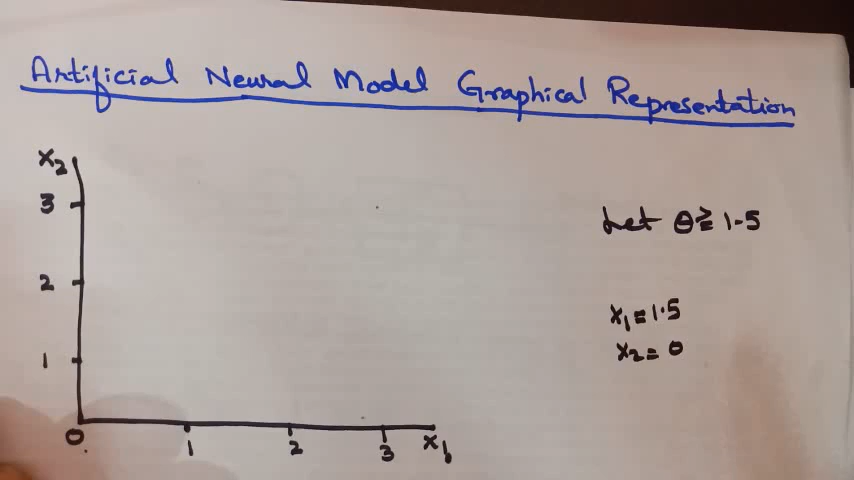 Artificial Neural Model Graphical Representation
x2
3
Let θ ≥ 1.5
2
x1 = 1.5
x2 = 0
1
0 1 2 3 x1